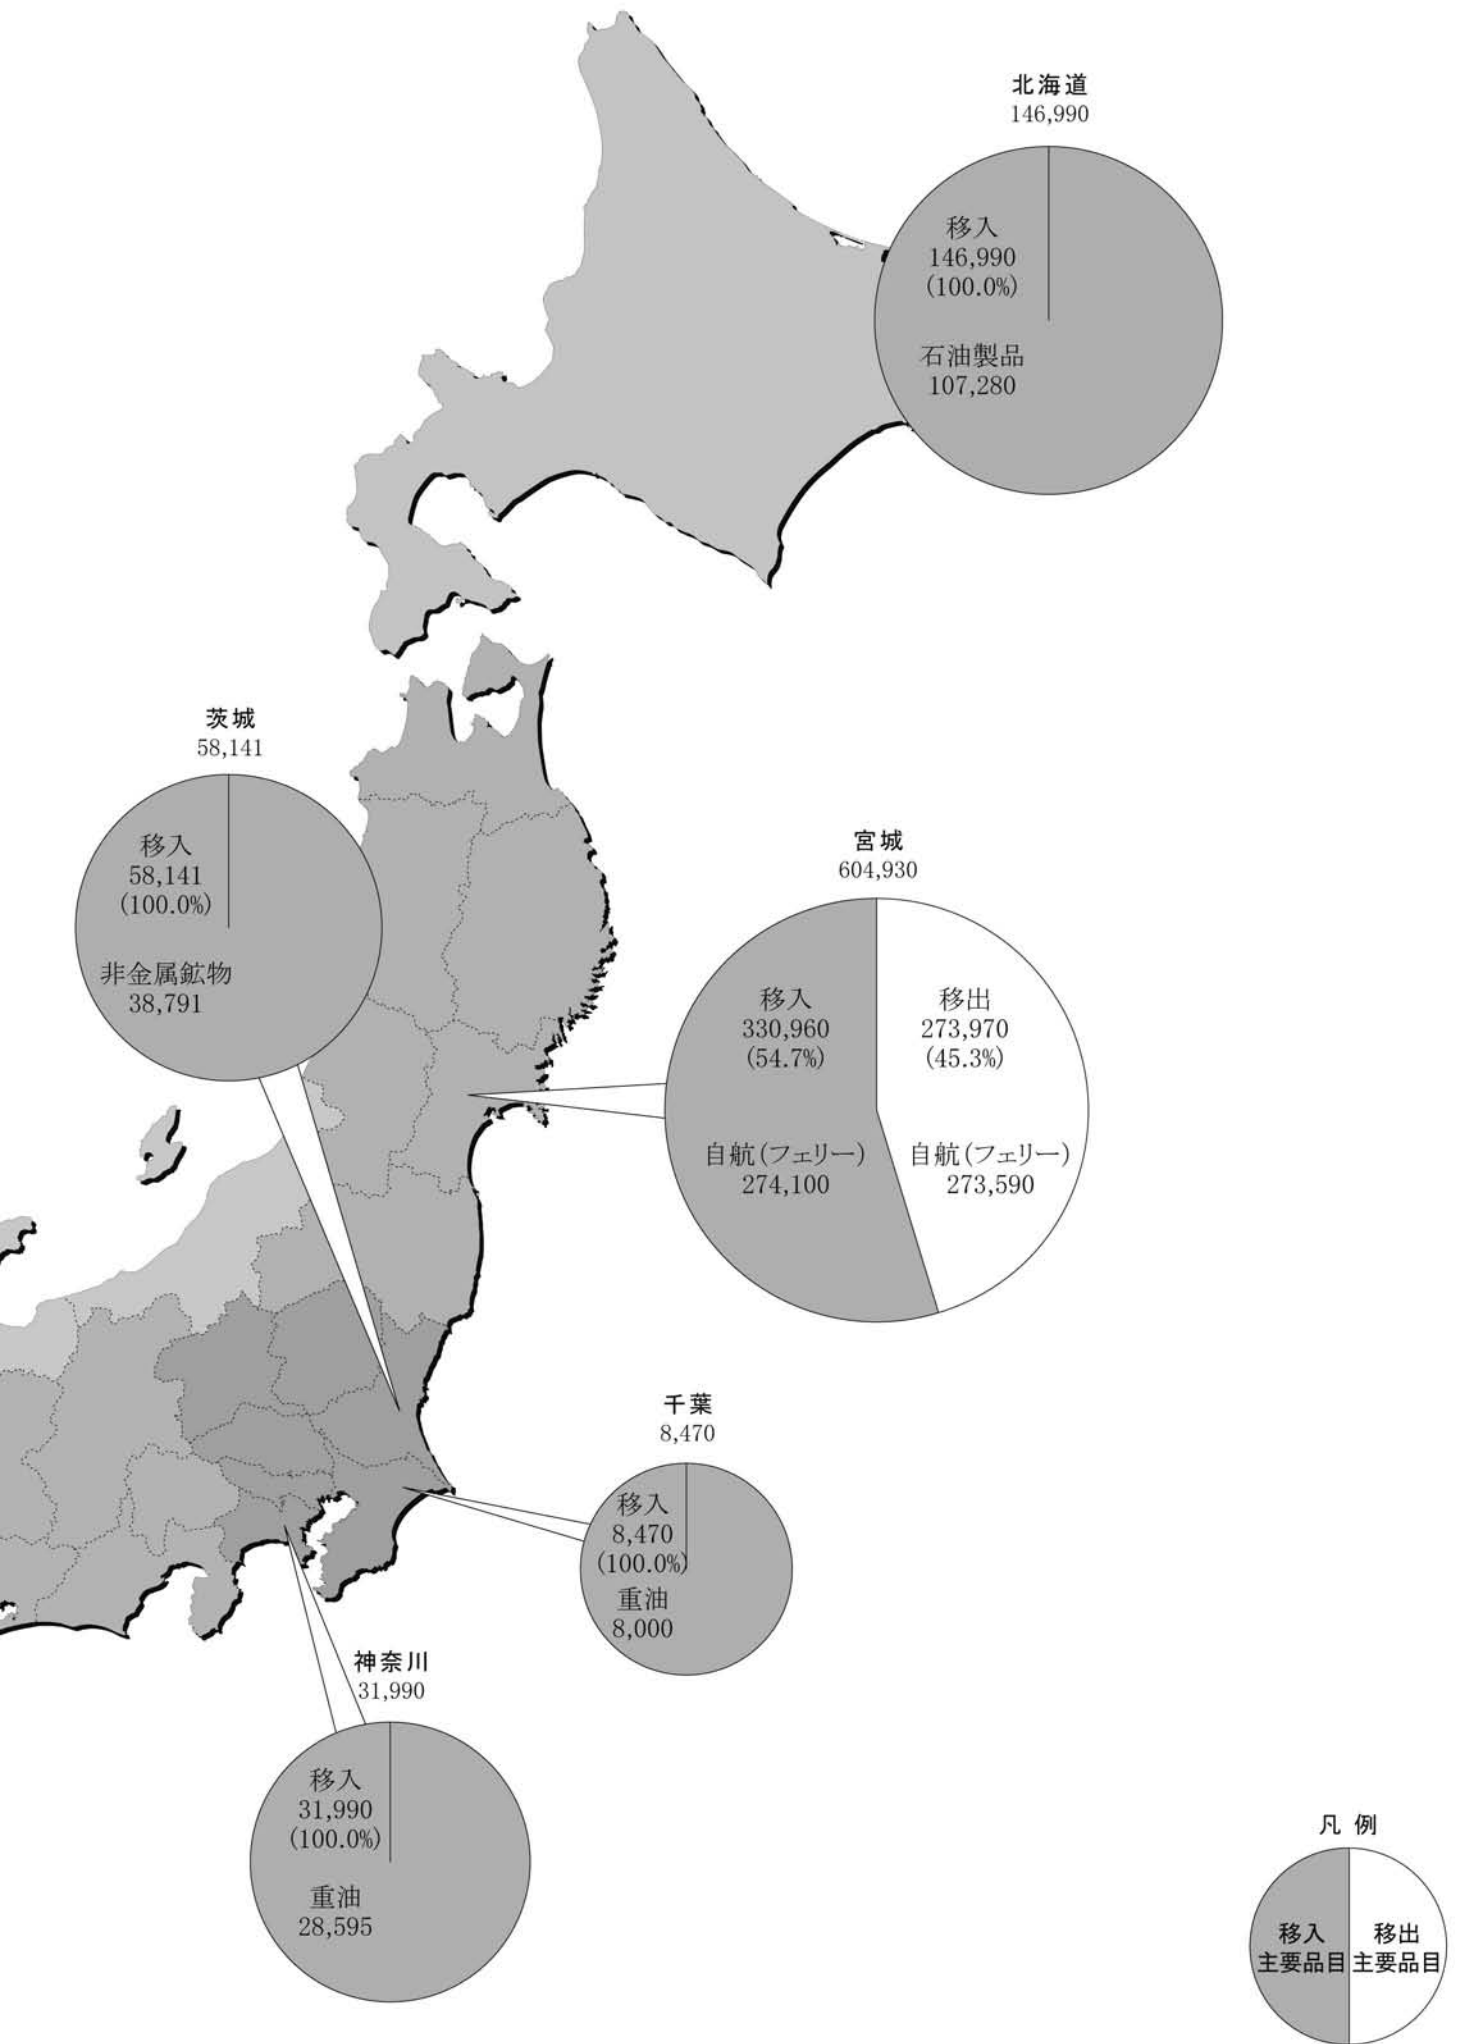 北海道
146,990
移入
146,990
(100.0%)
石油製品
107,280
茨城
58,141
移入
58,141
(100.0%)
非金属鉱物
38,791
宮城
604,930
移入
330,960
(54.7%)
自航(フェリー)
274,100
移出
273,970
(45.3%)
自航(フェリー)
273,590
千葉
8,470
移入
8,470
(100.0%)
重油
8,000
神奈川
31,990
移入
31,990
(100.0%)
重油
28,595
凡 例
移入
主要品目
移出
主要品目